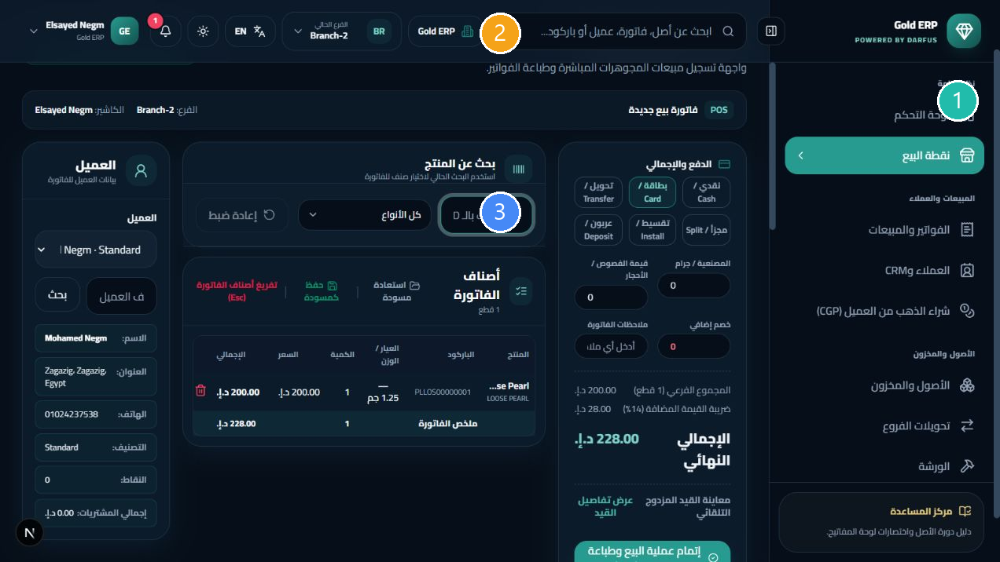 Gold ERP
POWERED BY DARFUS
ابحث عن أصل، فاتورة، عميل أو باركود...
2
Gold ERP
BR
الفرع الحالي
Branch-2
EN
1
GE
Elsayed Negm
Gold ERP
1
نقطة البيع
المبيعات والعملاء
الفواتير والمبيعات
العملاء وCRM
شراء الذهب من العميل (CGP)
الأصول والمخزون
الأصول والمخزون
تحويلات الفروع
الورشة
مركز المساعدة
دليل دورة الأصل واختصارات لوحة المفاتيح.
واجهة تسجيل مبيعات المجوهرات المباشرة وطباعة الفواتير.
POS
فاتورة بيع جديدة
الفرع: Branch-2
الكاشير: Elsayed Negm
الدفع والإجمالي
نقدي / Cash
بطاقة / Card
تحويل / Transfer
مجزأ / Split
تقسيط / Install
عربون / Deposit
المصنعية / جرام
0
قيمة الفصوص / الأحجار
0
خصم إضافي
0
ملاحظات الفاتورة
أدخل أي ملا
المجموع الفرعي (1 قطع)
200.00 د.إ.
ضريبة القيمة المضافة (14%)
28.00 د.إ.
الإجمالي النهائي
228.00 د.إ.
معاينة القيد المزدوج التلقائي
عرض تفاصيل القيد
إتمام عملية البيع وطباعة
بحث عن المنتج
استخدم البحث الحالي لاختيار صنف للفاتورة
3
بالـ D
كل الأنواع
إعادة ضبط
أصناف الفاتورة
1 قطع
استعادة مسودة
حفظ كمسودة
تفريغ أصناف الفاتورة (Esc)
المنتج
الباركود
العيار / الوزن
الكمية
السعر
الإجمالي
...se Pearl
LOOSE PEARL
PLLOS00000001
—
1.25 جم
1
200.00 د.إ.
200.00 د.إ.
ملخص الفاتورة
1
228.00 د.إ.
العميل
بيانات العميل للفاتورة
العميل
Negm · Standard
ف العميل
بحث
الاسم:
Mohamed Negm
العنوان:
Zagazig, Zagazig, Egypt
الهاتف:
01024237538
التصنيف:
Standard
النقاط:
0
إجمالي المشتريات:
0.00 د.إ.
N